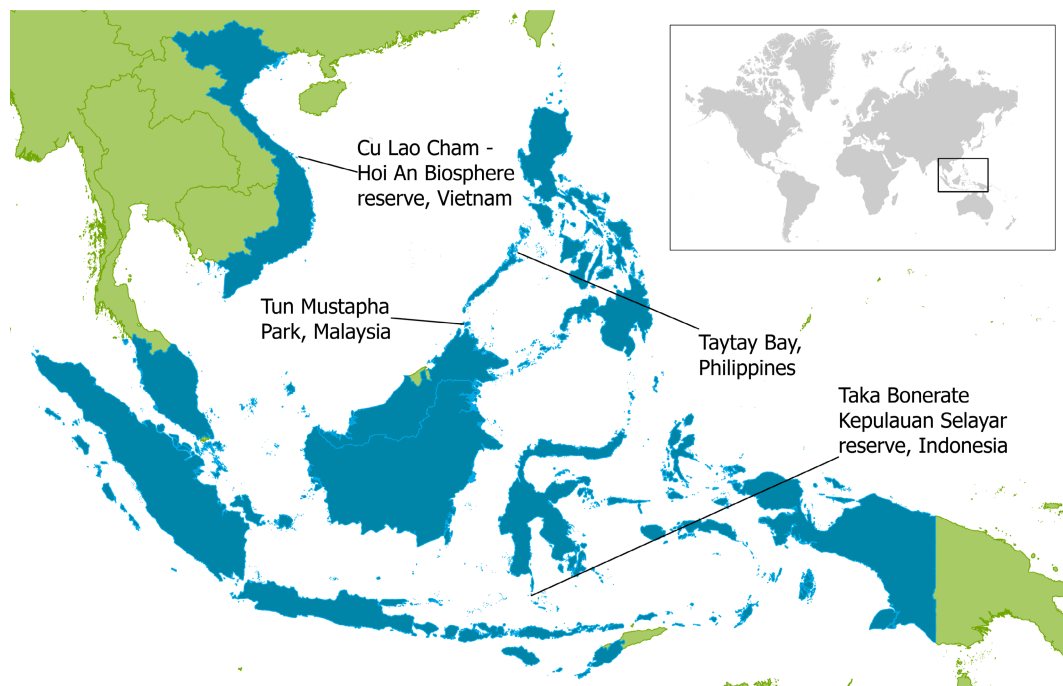 Cu Lao Cham -
Hoi An Biosphere
reserve, Vietnam
Tun Mustapha
Park, Malaysia
Taytay Bay,
Philippines
Taka Bonerate
Kepulauan Selayar
reserve, Indonesia